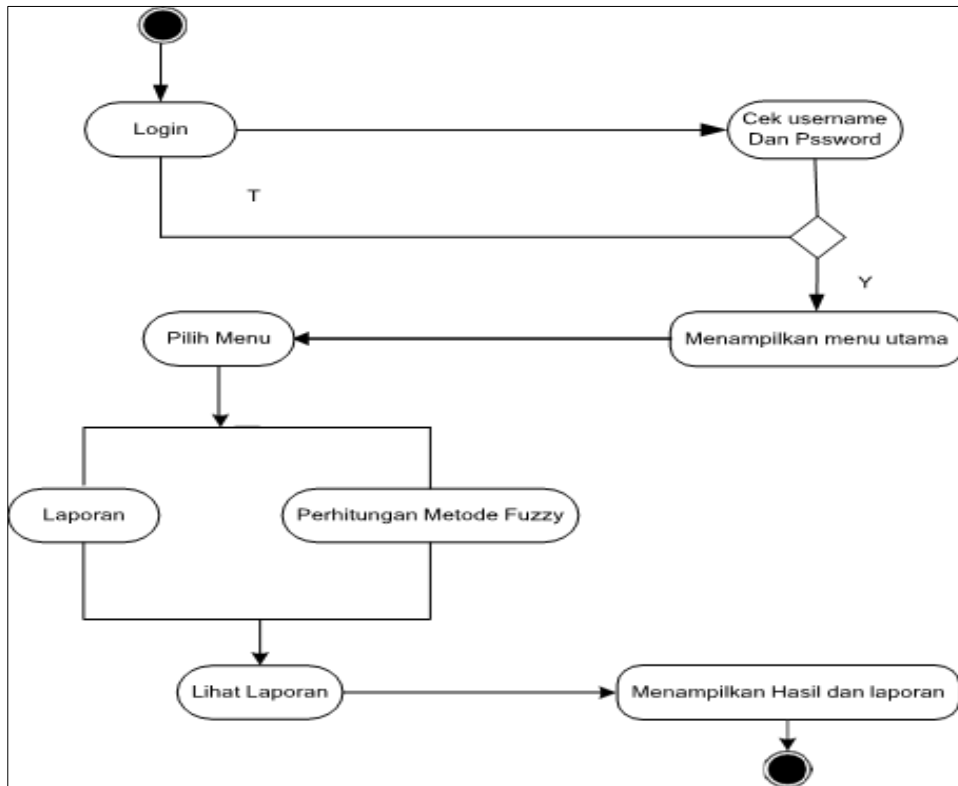 Login
Cek username
Dan Pssword
T
Y
Pilih Menu
Menampilkan menu utama
Laporan
Perhitungan Metode Fuzzy
Lihat Laporan
Menampilkan Hasil dan laporan